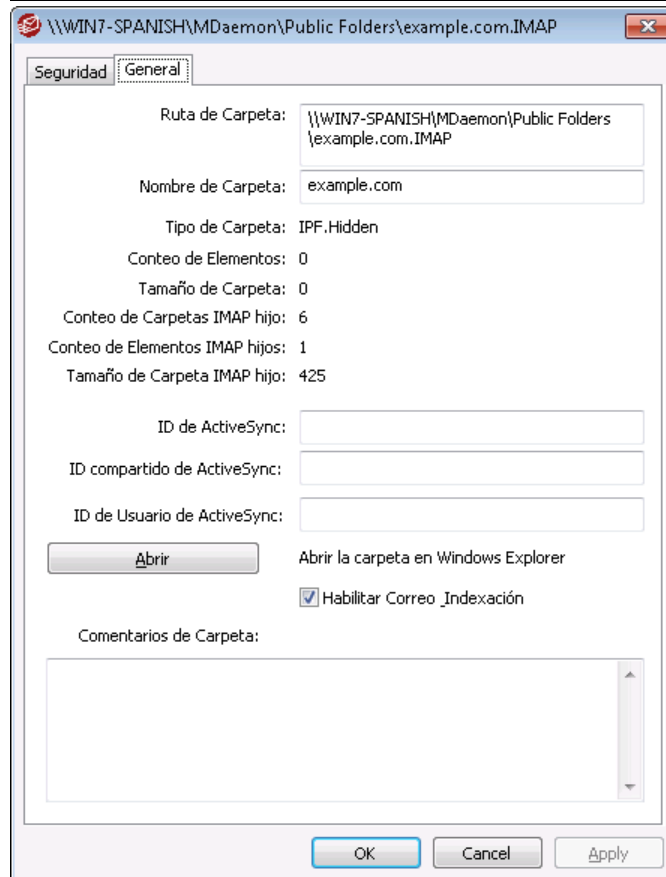 \\WIN7-SPANISH\MDaemon\Public Folders\example.com.IMAP
Seguridad General
Ruta de Carpeta: \\WIN7-SPANISH\MDaemon\Public Folders
\example.com.IMAP
Nombre de Carpeta: example.com
Tipo de Carpeta: IPF.Hidden
Conteo de Elementos: 0
Tamaño de Carpeta: 0
Conteo de Carpetas IMAP hijo: 6
Conteo de Elementos IMAP hijos: 1
Tamaño de Carpeta IMAP hijo: 425
ID de ActiveSync:
ID compartido de ActiveSync:
ID de Usuario de ActiveSync:
Abrir Abrir la carpeta en Windows Explorer
Habilitar Correo _Indexación
Comentarios de Carpeta:
OK Cancel Apply